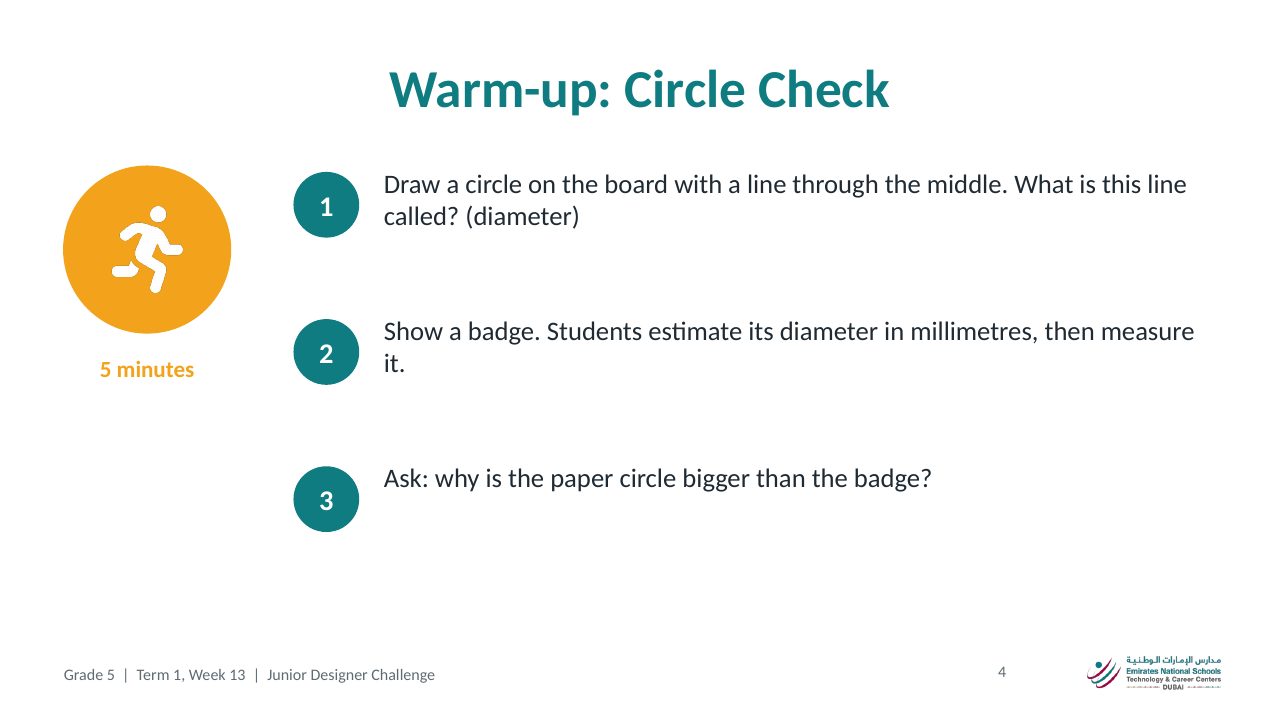 Warm-up: Circle Check
5 minutes
1
Draw a circle on the board with a line through the middle. What is this line
called? (diameter)
2
Show a badge. Students estimate its diameter in millimetres, then measure
it.
3
Ask: why is the paper circle bigger than the badge?
Grade 5 | Term 1, Week 13 | Junior Designer Challenge
4
مدارس الإمارات الوطنية
Emirates National Schools
Technology & Career Centers
DUBAI